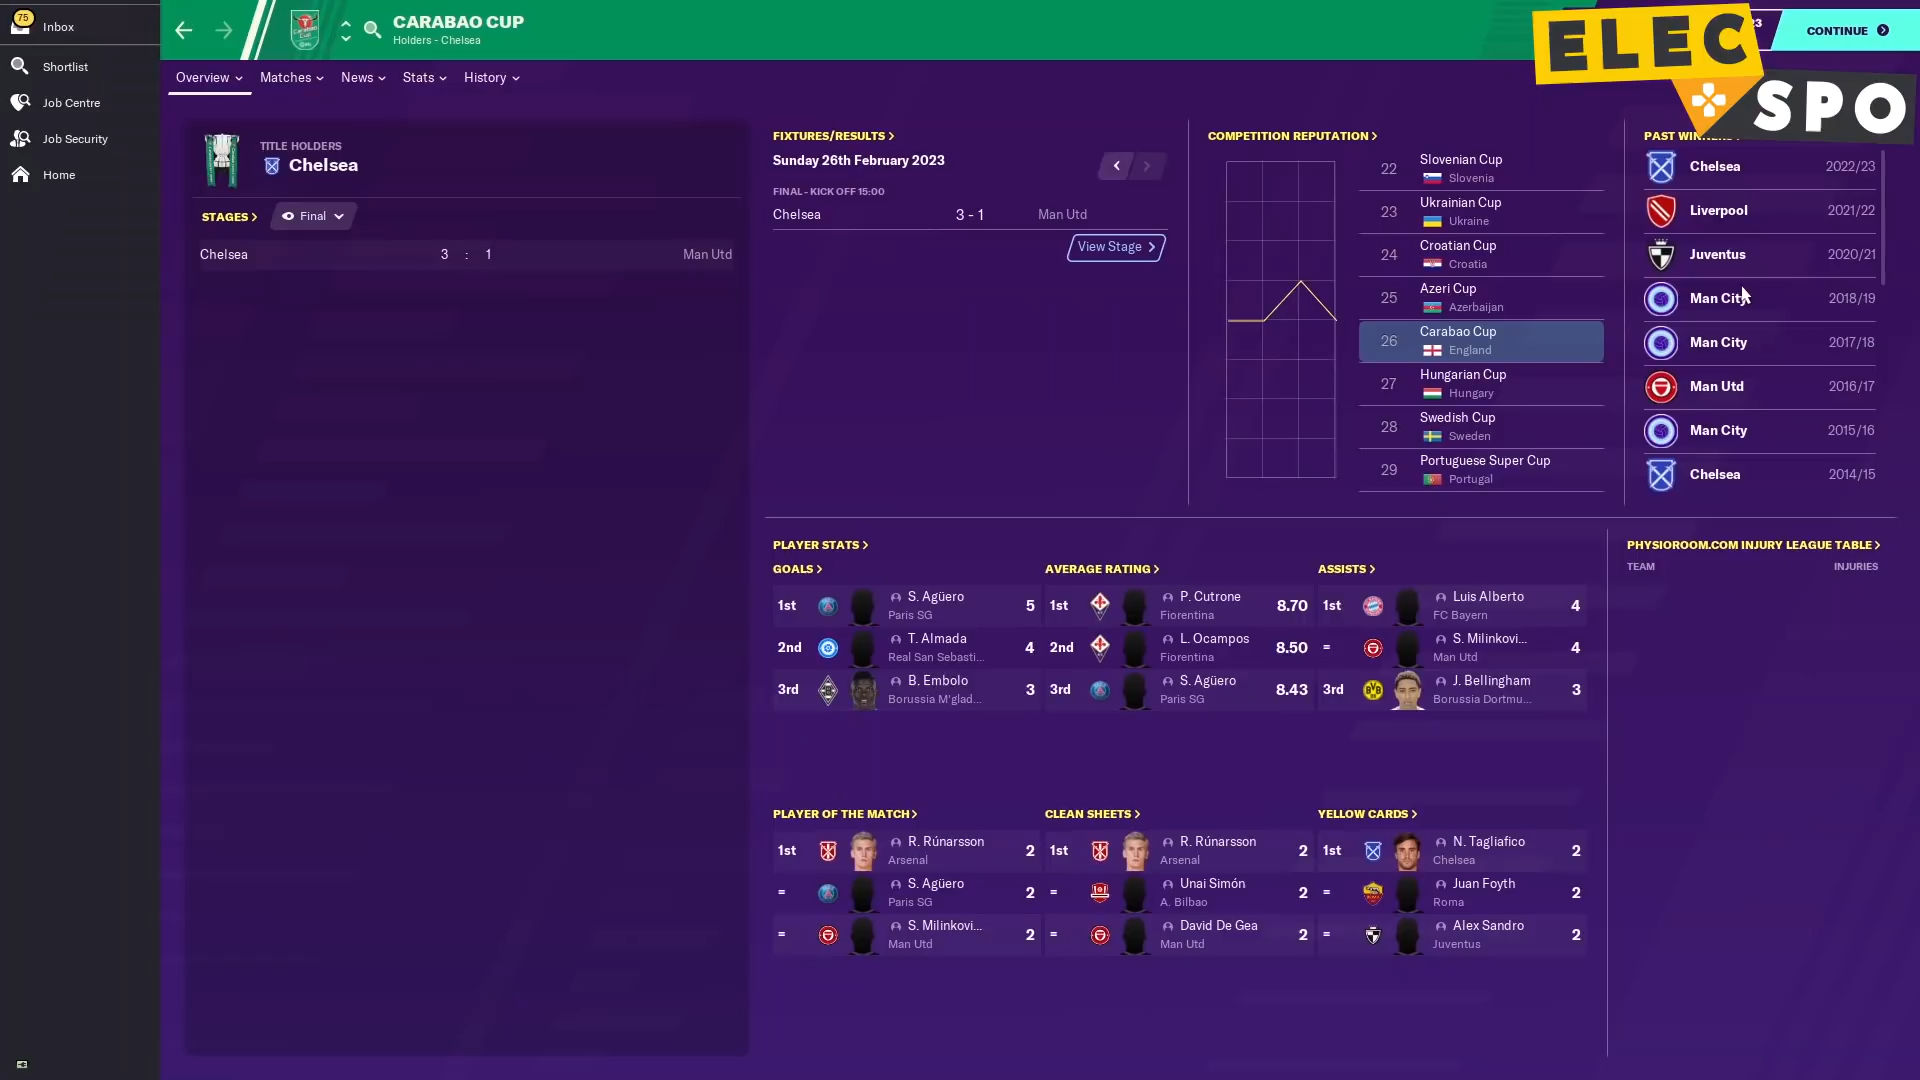 75
Inbox
Shortlist
Job Centre
Job Security
Home
CARABAO CUP
Holders - Chelsea
CONTINUE
ELEC
SPO
Overview
Matches
News
Stats
History
TITLE HOLDERS
Chelsea
STAGES
Final
Chelsea 3 : 1 Man Utd
FIXTURES/RESULTS
Sunday 26th February 2023
FINAL - KICK OFF 15:00
Chelsea 3 - 1 Man Utd
View Stage
COMPETITION REPUTATION
22 Slovenian Cup
Slovenia
23 Ukrainian Cup
Ukraine
24 Croatian Cup
Croatia
25 Azeri Cup
Azerbaijan
26 Carabao Cup
England
27 Hungarian Cup
Hungary
28 Swedish Cup
Sweden
29 Portuguese Super Cup
Portugal
PAST
Chelsea 2022/23
Liverpool 2021/22
Juventus 2020/21
Man City 2018/19
Man City 2017/18
Man Utd 2016/17
Man City 2015/16
Chelsea 2014/15
PLAYER STATS
GOALS
1st S. Agüero 5
Paris SG
2nd T. Almada 4
Real San Sebasti...
3rd B. Embolo 3
Borussia M'glad...
AVERAGE RATING
1st P. Cutrone 8.70
Fiorentina
2nd L. Ocampos 8.50
Fiorentina
3rd S. Agüero 8.43
Paris SG
ASSISTS
1st Luis Alberto 4
FC Bayern
= S. Milinkovi... 4
Man Utd
3rd J. Bellingham 3
Borussia Dortmu...
PHYSIOROOM.COM INJURY LEAGUE TABLE
TEAM INJURIES
PLAYER OF THE MATCH
1st R. Rúnarsson 2
Arsenal
= S. Agüero 2
Paris SG
= S. Milinkovi... 2
Man Utd
CLEAN SHEETS
1st R. Rúnarsson 2
Arsenal
= Unai Simón 2
A. Bilbao
= David De Gea 2
Man Utd
YELLOW CARDS
1st N. Tagliafico 2
Chelsea
= Juan Foyth 2
Roma
= Alex Sandro 2
Juventus